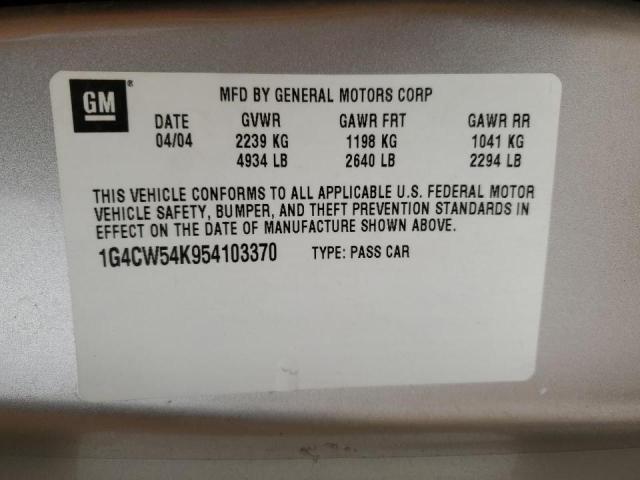 GM ®
MFD BY GENERAL MOTORS CORP
DATE GVWR GAWR FRT GAWR RR
04/04 2239 KG 1198 KG 1041 KG
4934 LB 2640 LB 2294 LB
THIS VEHICLE CONFORMS TO ALL APPLICABLE U.S. FEDERAL MOTOR
VEHICLE SAFETY, BUMPER, AND THEFT PREVENTION STANDARDS IN
EFFECT ON THE DATE OF MANUFACTURE SHOWN ABOVE.
1G4CW54K954103370 TYPE: PASS CAR